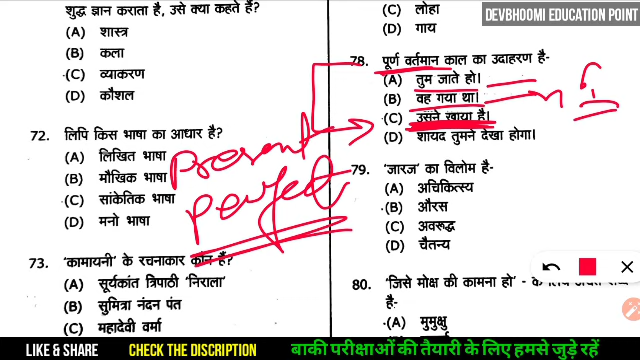 शुद्ध ज्ञान कराता है, उसे क्या कहते हैं?
(A) शास्त्र
(B) कला
(C) व्याकरण
(D) कौशल
72. लिपि किस भाषा का आधार है?
(A) लिखित भाषा
(B) मौखिक भाषा
(C) सांकेतिक भाषा
(D) मनो भाषा
73. 'कामायनी' के रचनाकार कौन हैं?
(A) सूर्यकांत त्रिपाठी 'निराला'
(B) सुमित्रा नंदन पंत
(C) महादेवी वर्मा
present
perfect
DEVBHOOMI EDUCATION POINT
(C) लोहा
(D) गाय
78. पूर्ण वर्तमान काल का उदाहरण है-
(A) तुम जाते हो।
(B) वह गया था।
(C) उसने खाया है।
(D) शायद तुमने देखा होगा।
79. 'जारज' का विलोम है-
(A) अचिकित्स्य
(B) औरस
(C) अवरूद्ध
(D) चैतन्य
80. 'जिसे मोक्ष की कामना हो' -
है-
(A) मुमुक्षु
LIKE & SHARE CHECK THE DESCRIPTION बाकी परीक्षाओं की तैयारी के लिए हमसे जुड़े रहें